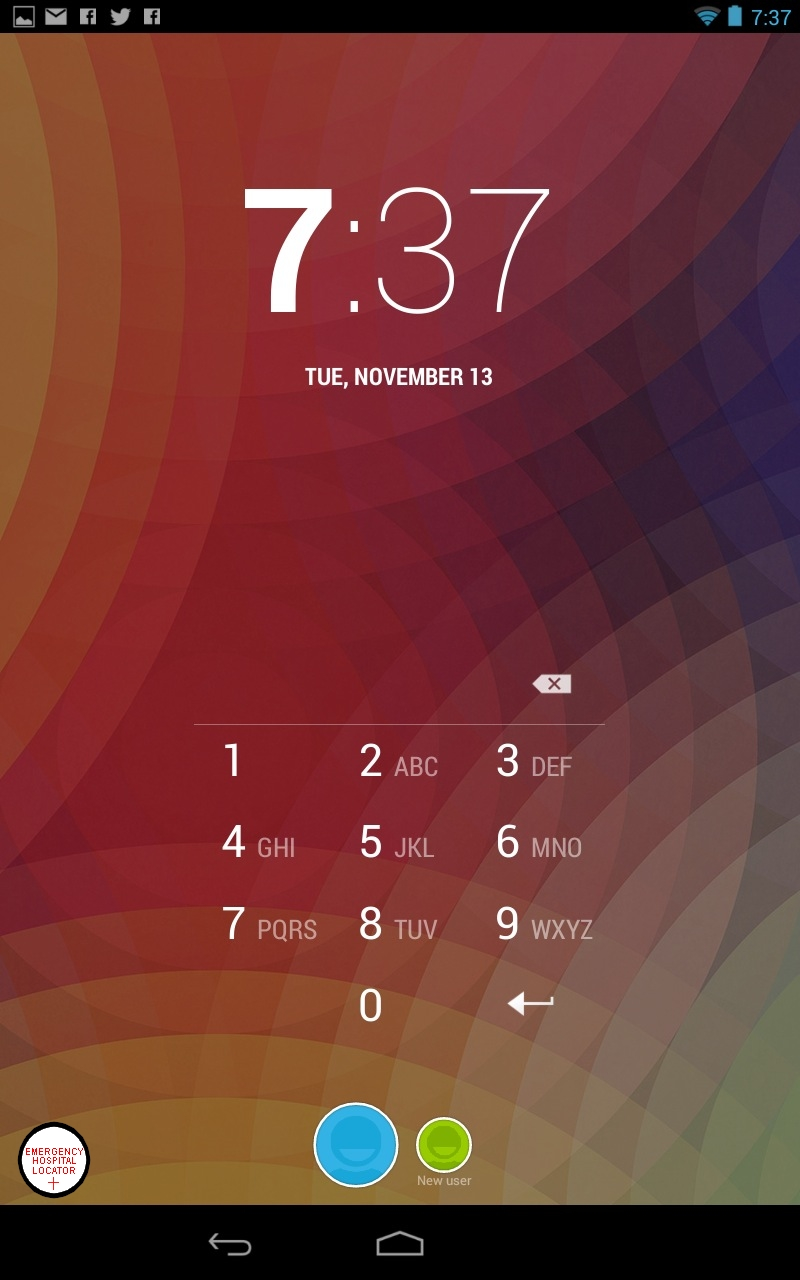 7:37
7:37
TUE, NOVEMBER 13
1
2 ABC
3 DEF
4 GHI
5 JKL
6 MNO
7 PQRS
8 TUV
9 WXYZ
0
EMERGENCY
HOSPITAL
LOCATOR
New user